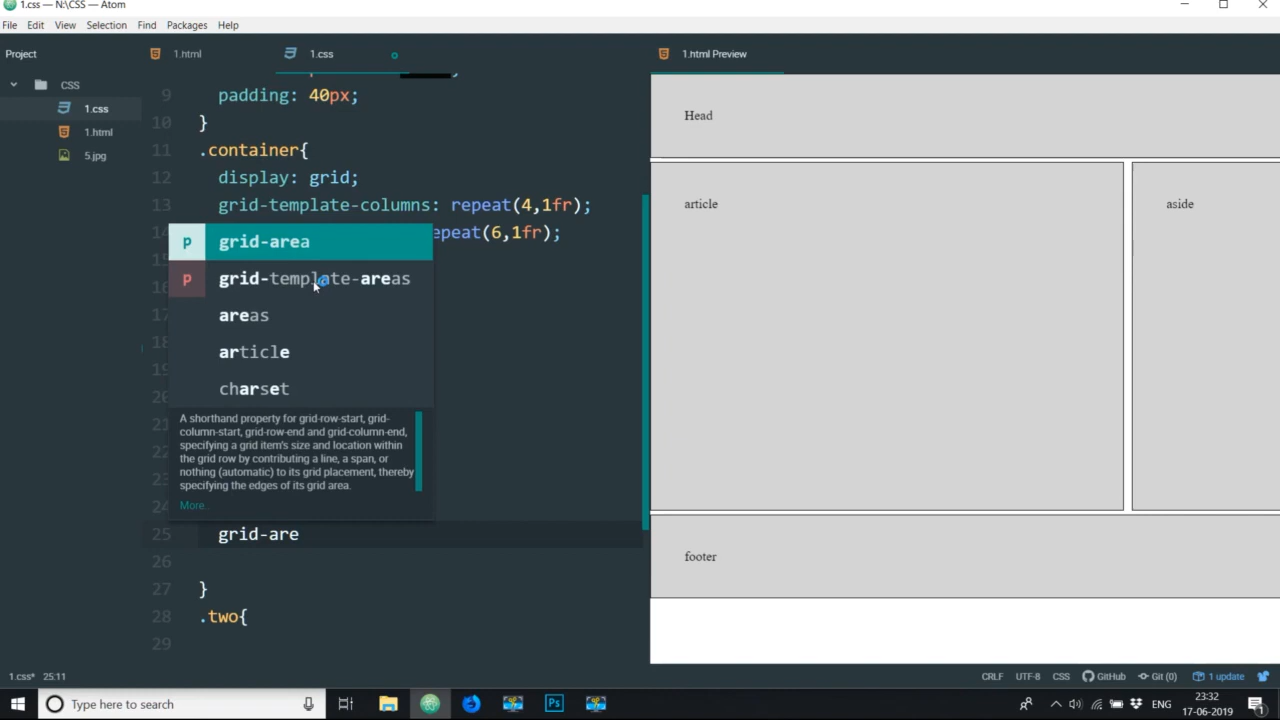 1.css — N:\CSS — Atom
File Edit View Selection Find Packages Help
Project
CSS
1.css
1.html
5.jpg
1.html 1.css
9 padding: 40px;
10 }
11 .container{
12 display: grid;
13 grid-template-columns: repeat(4,1fr);
14 epeat(6,1fr);
p grid-area
p grid-template-areas
areas
article
charset
A shorthand property for grid-row-start, grid-
column-start, grid-row-end and grid-column-end,
specifying a grid item's size and location within
the grid row by contributing a line, a span, or
nothing (automatic) to its grid placement, thereby
specifying the edges of its grid area.
More..
25 grid-are
26
27 }
28 .two{
29
1.html Preview
Head
article
aside
footer
1.css* 25:11
CRLF UTF-8 CSS GitHub Git (0) 1 update
Type here to search
Ps
ENG
23:32
17-06-2019
1